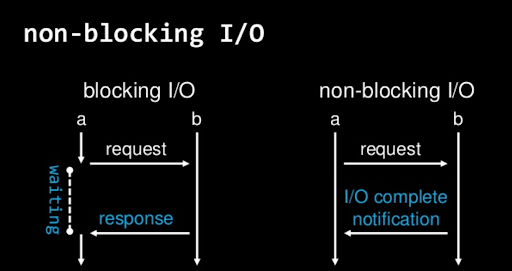 non-blocking I/O
blocking I/O
a
b
request
waiting
response
non-blocking I/O
a
b
request
I/O complete
notification